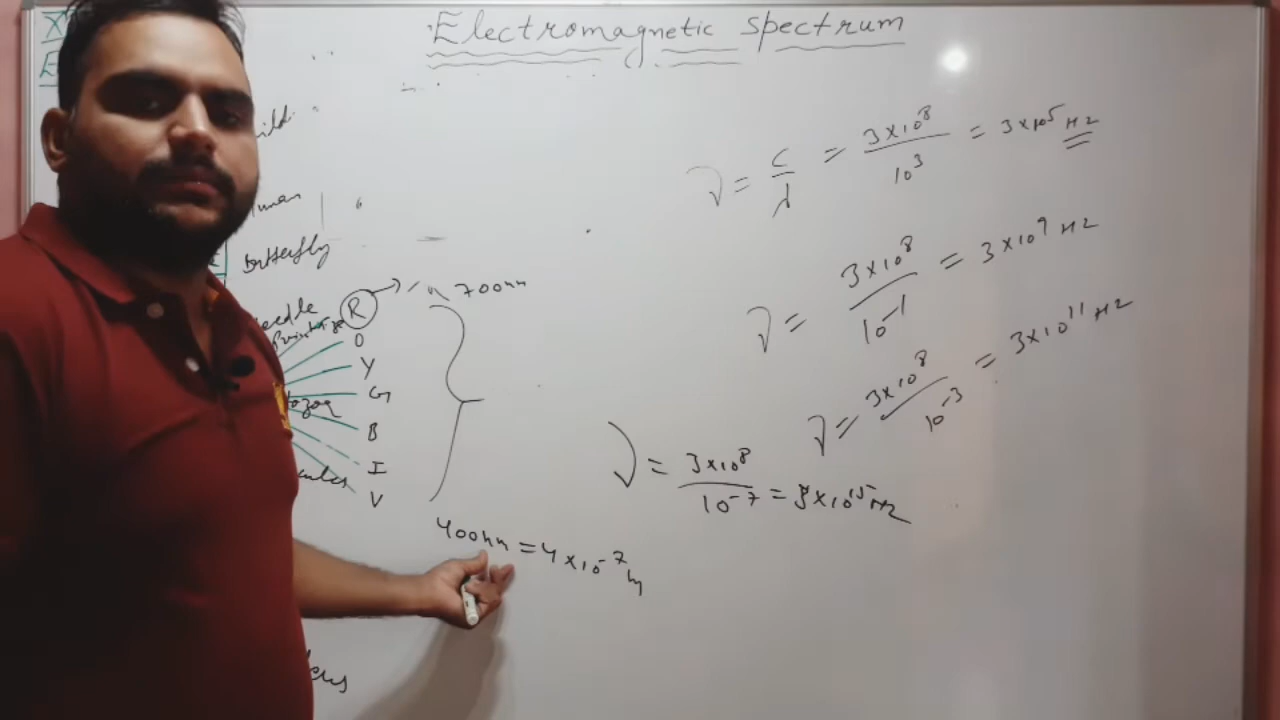 Electromagnetic Spectrum
ν = c/λ = 3×10⁸/10³ = 3×10⁵ Hz
Butterfly
ν = 3×10⁸/10⁻¹ = 3×10⁹ Hz
R → 700nm
O
Y
G
B
I
V
ν = 3×10⁸/10⁻³ = 3×10¹¹ Hz
ν = 3×10⁸/10⁻⁷ = 3×10¹⁵ Hz
400nm = 4×10⁻⁷m